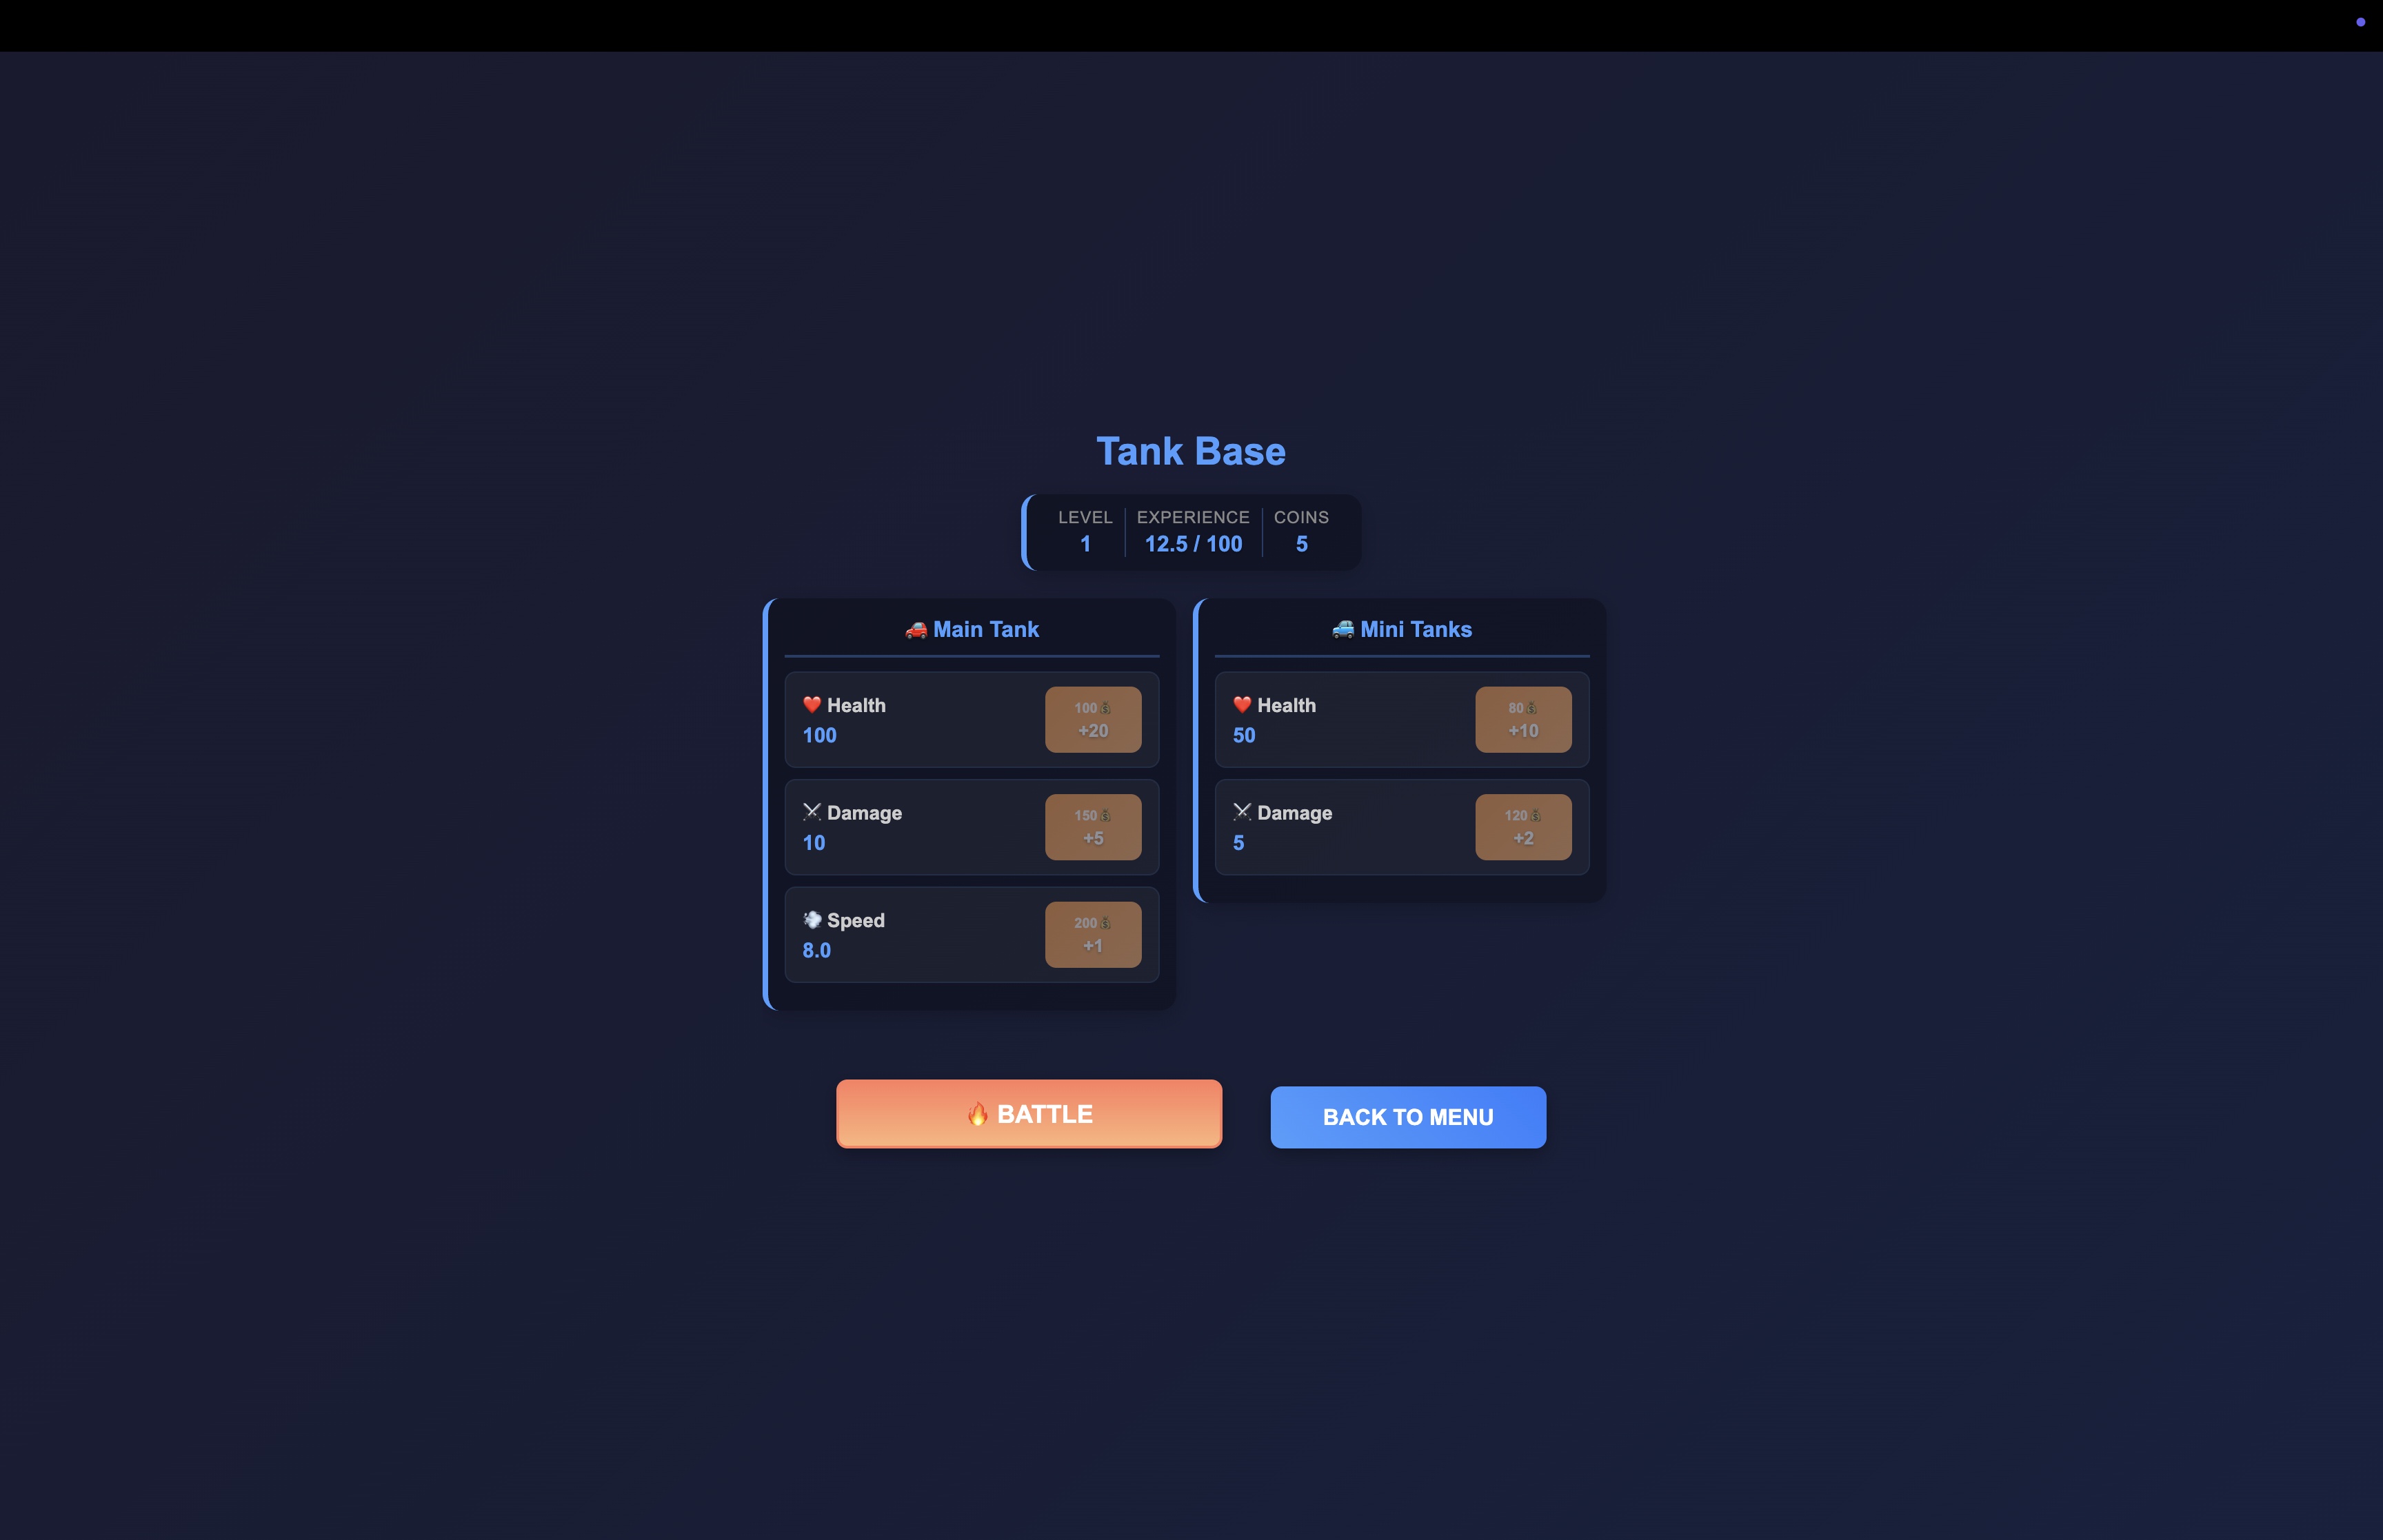 Tank Base
LEVEL
1
EXPERIENCE
12.5 / 100
COINS
5
🚗 Main Tank
❤️ Health
100
100💰
+20
⚔️ Damage
10
150💰
+5
💨 Speed
8.0
200💰
+1
🚙 Mini Tanks
❤️ Health
50
80💰
+10
⚔️ Damage
5
120💰
+2
🔥 BATTLE
BACK TO MENU